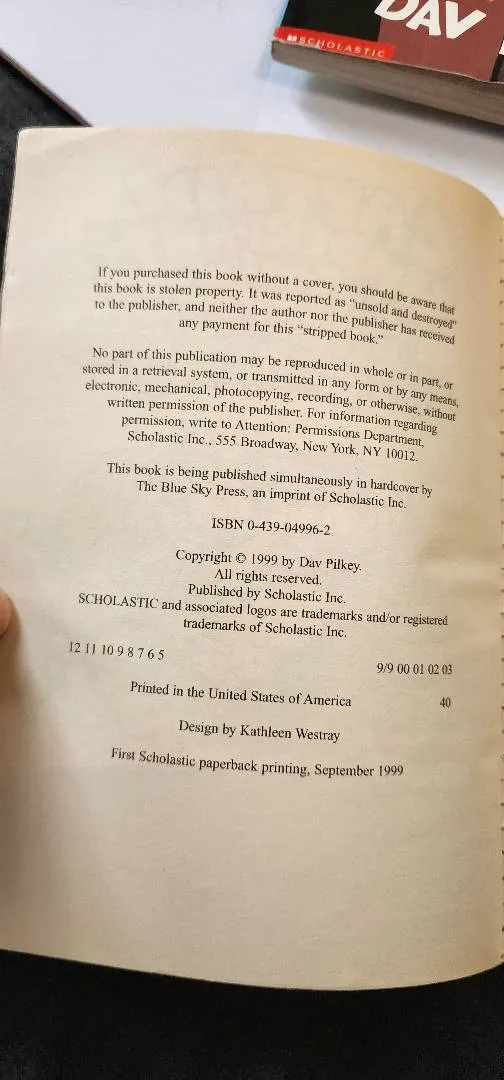 DAV
SCHOLASTIC
If you purchased this book without a cover, you should be aware that
this book is stolen property. It was reported as "unsold and destroyed"
to the publisher, and neither the author nor the publisher has received
any payment for this "stripped book."
No part of this publication may be reproduced in whole or in part, or
stored in a retrieval system, or transmitted in any form or by any means,
electronic, mechanical, photocopying, recording, or otherwise, without
written permission of the publisher. For information regarding
permission, write to Attention: Permissions Department,
Scholastic Inc., 555 Broadway, New York, NY 10012.
This book is being published simultaneously in hardcover by
The Blue Sky Press, an imprint of Scholastic Inc.
ISBN 0-439-04996-2
Copyright © 1999 by Dav Pilkey.
All rights reserved.
Published by Scholastic Inc.
SCHOLASTIC and associated logos are trademarks and/or registered
trademarks of Scholastic Inc.
12 11 10 9 8 7 6 5 9/9 00 01 02 03
Printed in the United States of America 40
Design by Kathleen Westray
First Scholastic paperback printing, September 1999